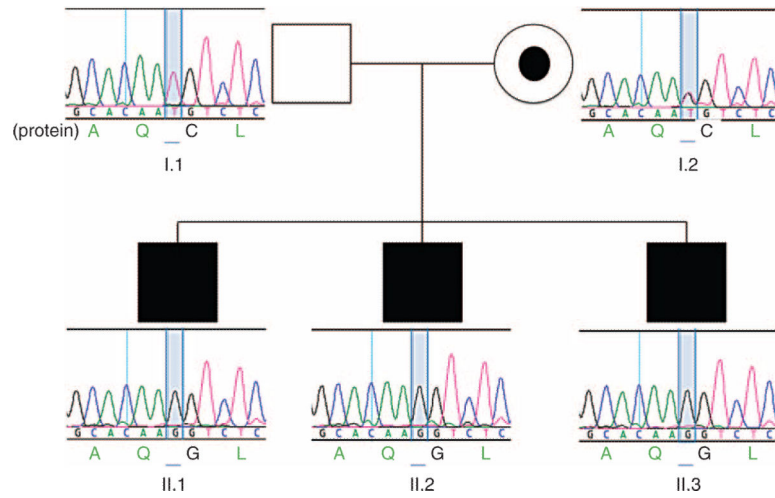 G C A C A A T G T C T C
G C A C A A T G T C T C
(protein) A Q C L
A Q C L
I.1
I.2
G C A C A A G G T C T C
G C A C A A G G T C T C
G C A C A A G G T C T C
A Q G L
A Q G L
A Q G L
II.1
II.2
II.3